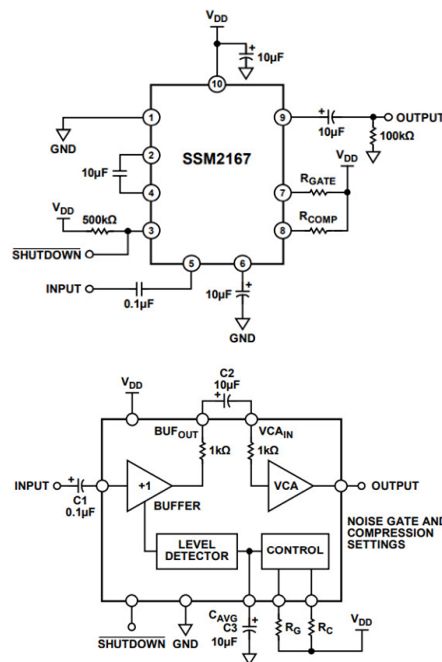 VDD
10µF
10
1
GND
2
SSM2167
9
10µF
OUTPUT
100kΩ
VDD
10µF
4
7
RGATE
VDD
500kΩ
3
8
RCOMP
SHUTDOWN
5
6
INPUT
0.1µF
10µF
GND
C2
10µF
VDD
BUFOUT
VCAIN
1kΩ
1kΩ
INPUT
C1
0.1µF
+1
BUFFER
VCA
OUTPUT
NOISE GATE AND
COMPRESSION
SETTINGS
LEVEL
DETECTOR
CONTROL
SHUTDOWN
GND
CAVG
C3
10µF
RG
RC
VDD